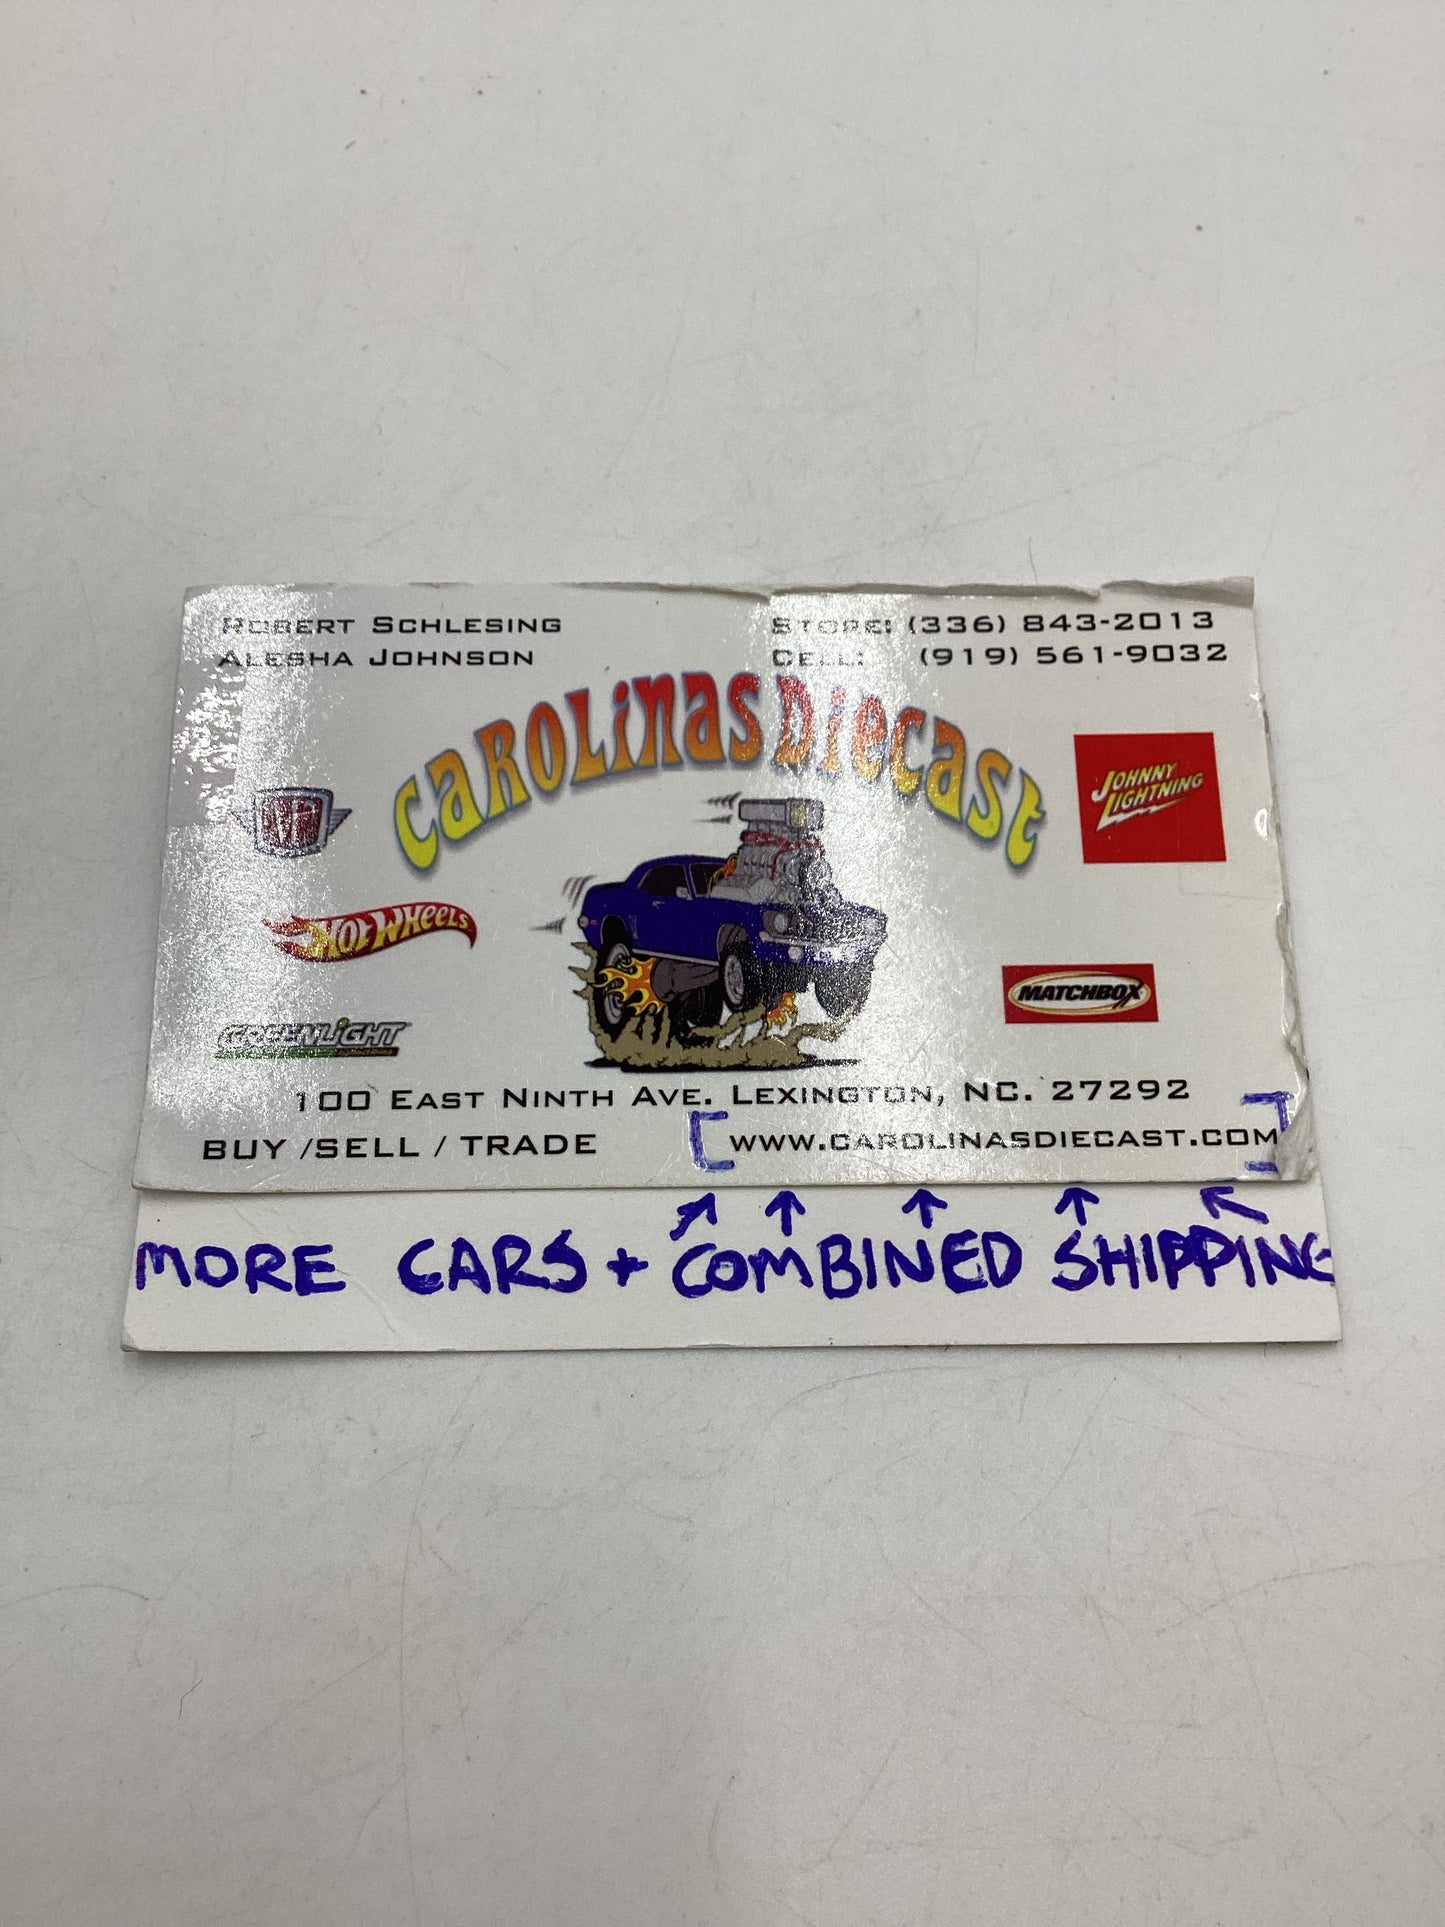 ROBERT SCHLESING
ALESHA JOHNSON
STORE: (336) 843-2013
CELL: (919) 561-9032
CAROLINAS DIECAST
JOHNNY
LIGHTNING
HOT WHEELS
MATCHBOX
GREENLIGHT
100 EAST NINTH AVE. LEXINGTON, NC. 27292
BUY /SELL / TRADE
WWW.CAROLINASDIECAST.COM
MORE CARS + COMBINED SHIPPING